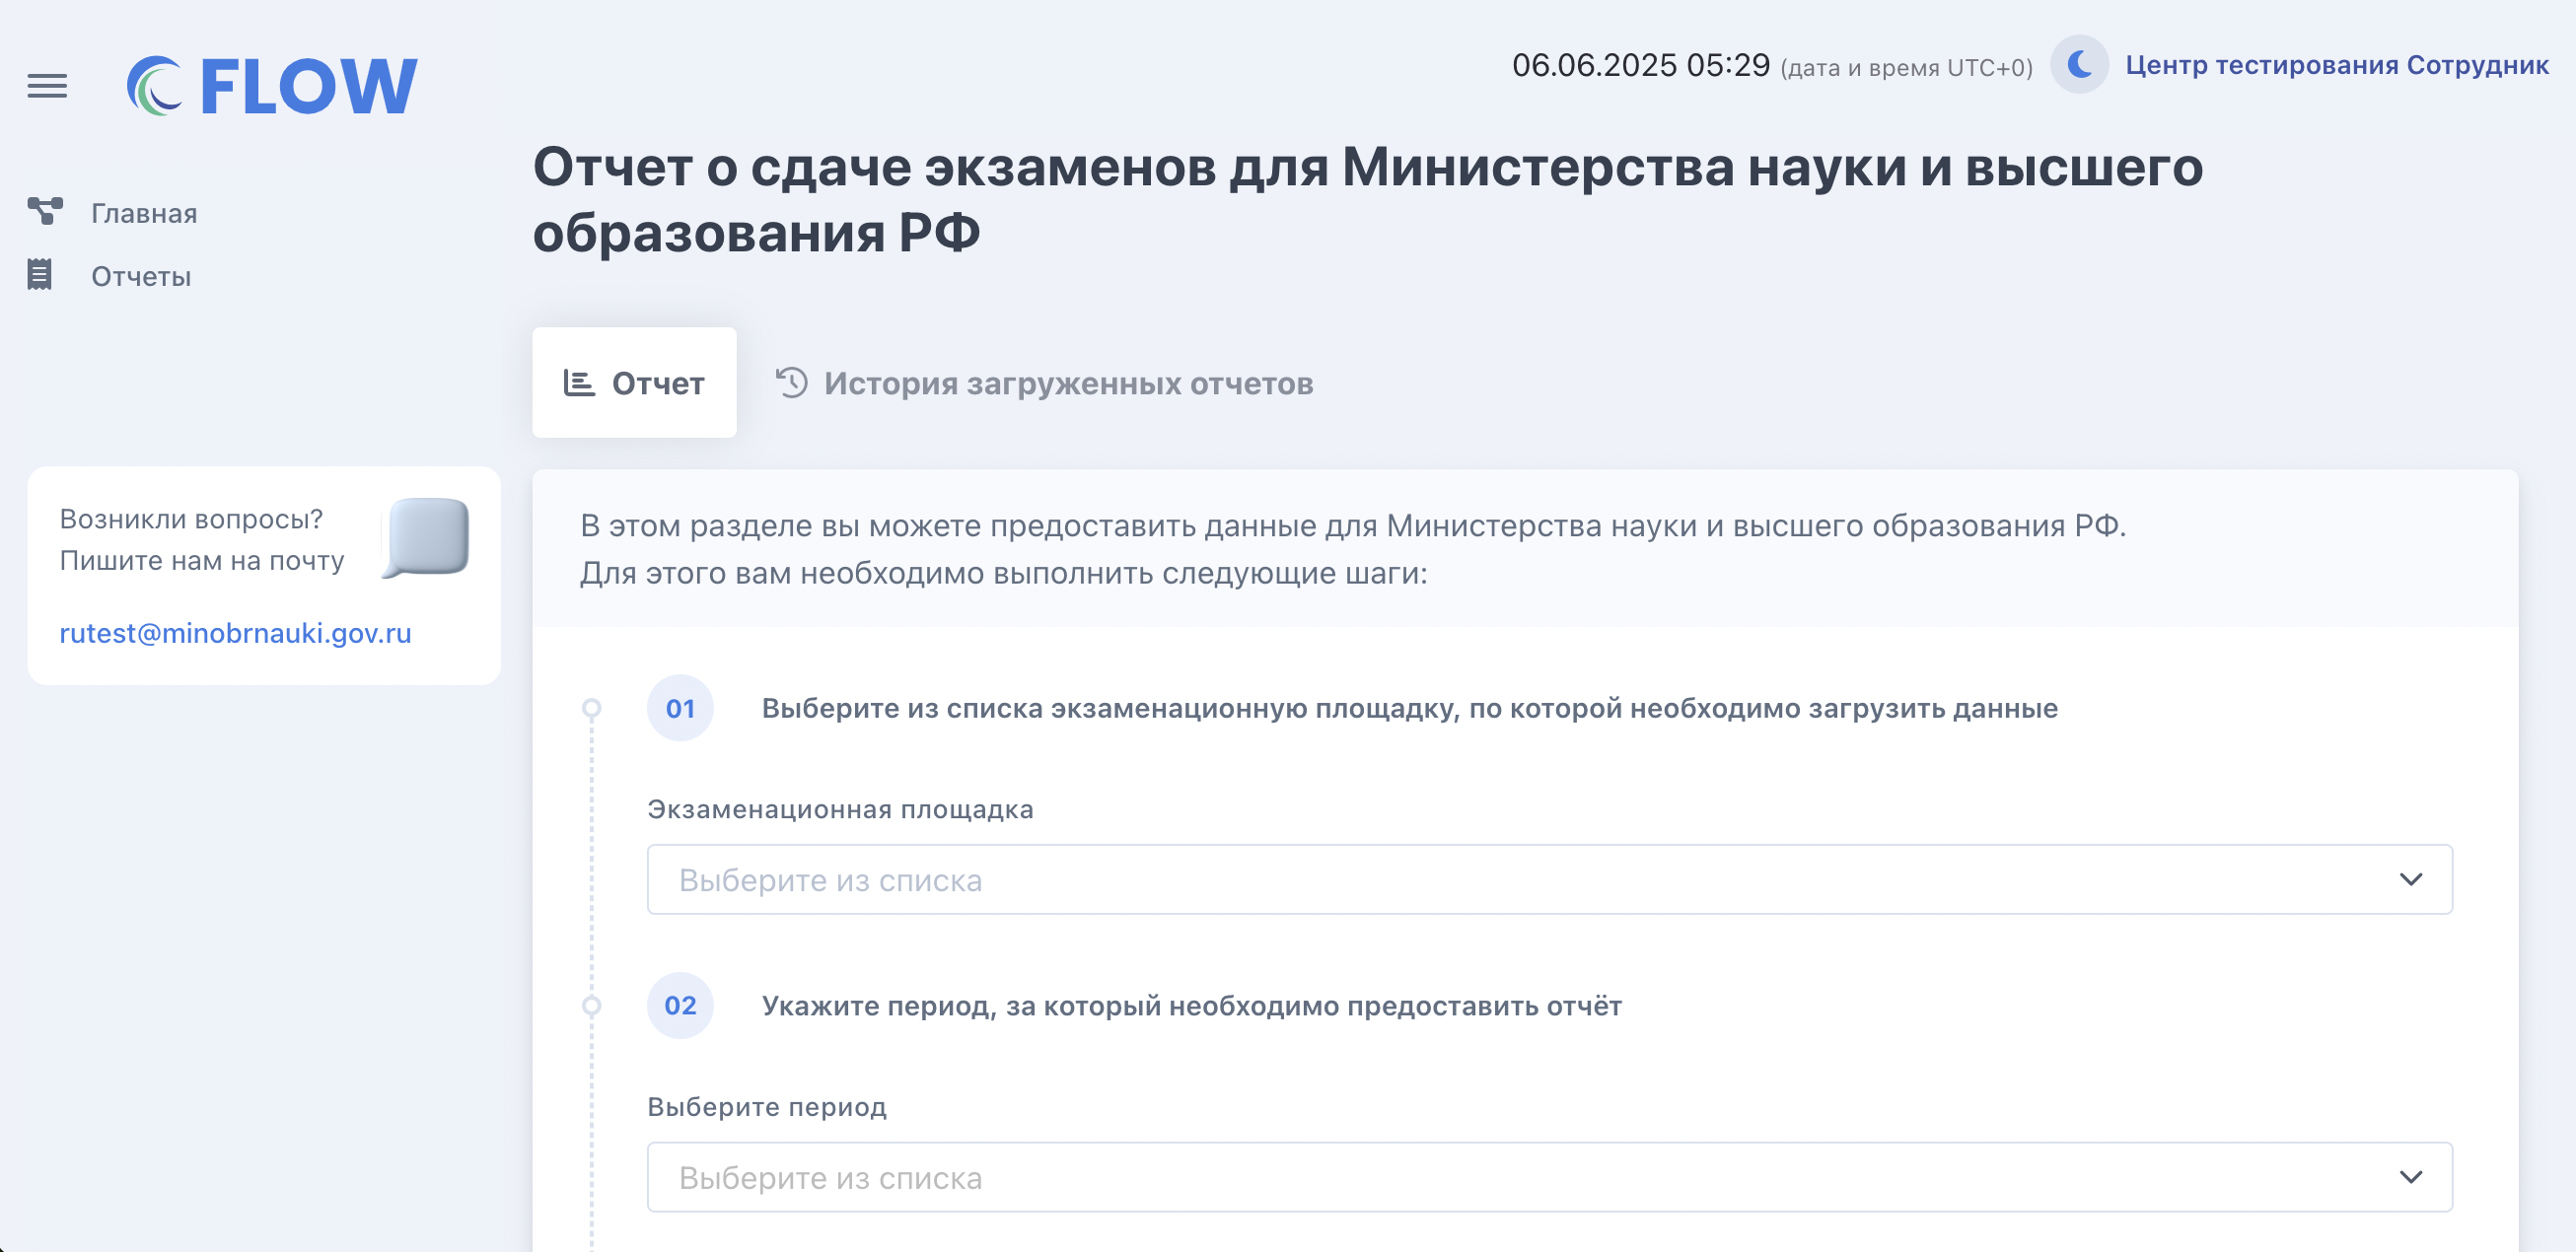 FLOW
06.06.2025 05:29 (дата и время UTC+0)
Центр тестирования Сотрудник
Главная
Отчеты
Возникли вопросы?
Пишите нам на почту
rutest@minobrnauki.gov.ru
Отчет о сдаче экзаменов для Министерства науки и высшего
образования РФ
Отчет
История загруженных отчетов
В этом разделе вы можете предоставить данные для Министерства науки и высшего образования РФ.
Для этого вам необходимо выполнить следующие шаги:
01 Выберите из списка экзаменационную площадку, по которой необходимо загрузить данные
Экзаменационная площадка
Выберите из списка
02 Укажите период, за который необходимо предоставить отчёт
Выберите период
Выберите из списка